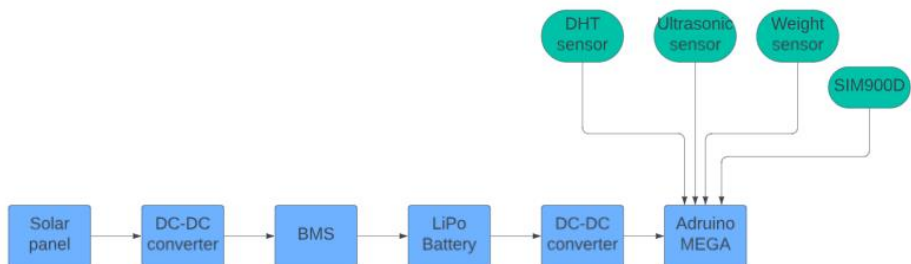 DHT
sensor
Ultrasonic
sensor
Weight
sensor
SIM900D
Solar
panel
DC-DC
converter
BMS
LiPo
Battery
DC-DC
converter
Adruino
MEGA